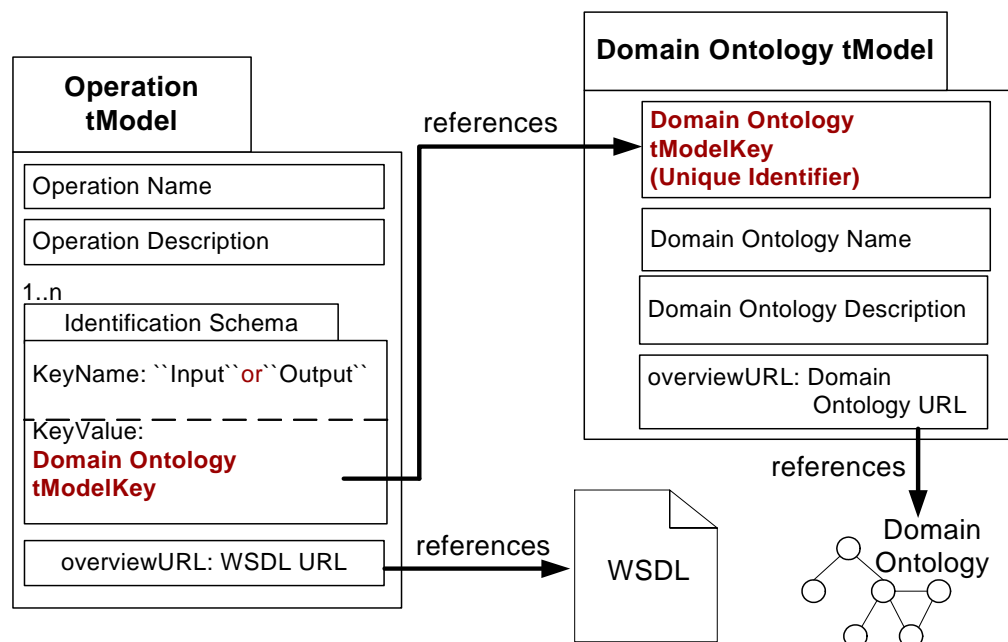 Operation
tModel
Operation Name
Operation Description
1..n
Identification Schema
KeyName: ``Input``or``Output``
KeyValue:
Domain Ontology
tModelKey
overviewURL: WSDL URL
references
references
WSDL
Domain Ontology tModel
Domain Ontology
tModelKey
(Unique Identifier)
Domain Ontology Name
Domain Ontology Description
overviewURL: Domain
Ontology URL
references
Domain
Ontology